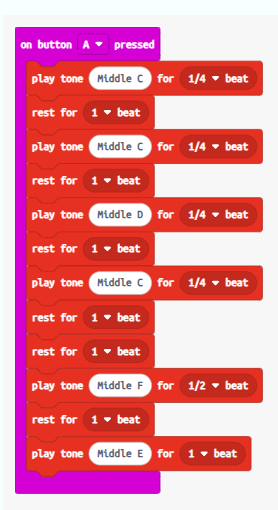 on button A pressed
play tone Middle C for 1/4 beat
rest for 1 beat
play tone Middle C for 1/4 beat
rest for 1 beat
play tone Middle D for 1/4 beat
rest for 1 beat
play tone Middle C for 1/4 beat
rest for 1 beat
rest for 1 beat
play tone Middle F for 1/2 beat
rest for 1 beat
play tone Middle E for 1 beat